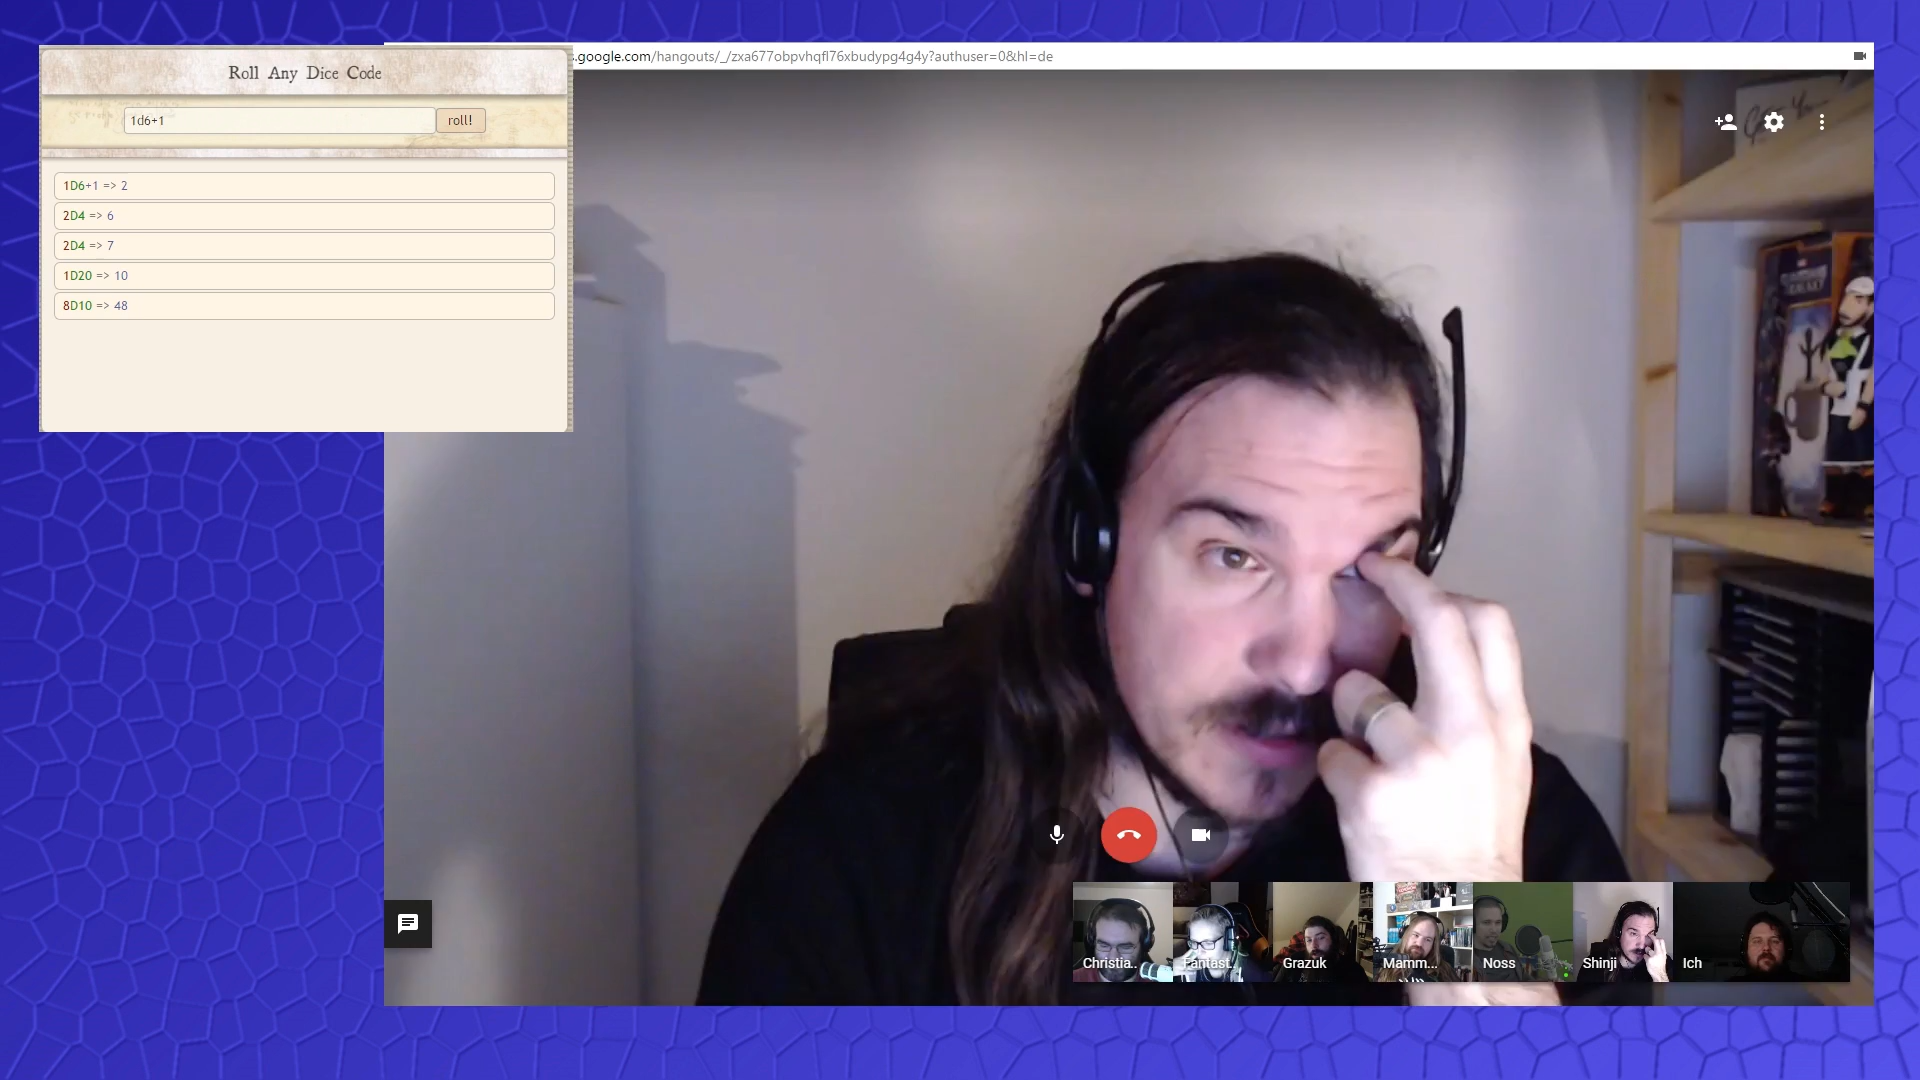 Roll Any Dice Code
1d6+1
roll!
1D6+1 => 2
2D4 => 6
2D4 => 7
1D20 => 10
8D10 => 48
.google.com/hangouts/_/zxa677obpvhqfl76xbudypg4g4y?authuser=0&hl=de
Christia..
Fantast..
Grazuk
Mamm...
Noss
Shinji
Ich